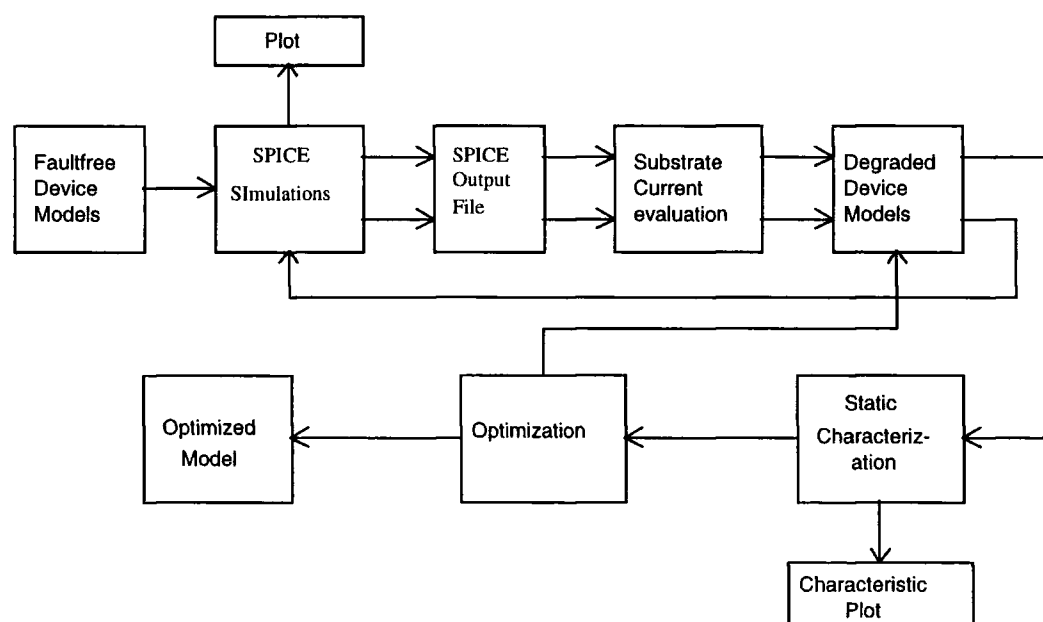 Plot
Faultfree
Device
Models
SPICE
SImulations
SPICE
Output
File
Substrate
Current
evaluation
Degraded
Device
Models
Optimized
Model
Optimization
Static
Characteriz-
ation
Characteristic
Plot